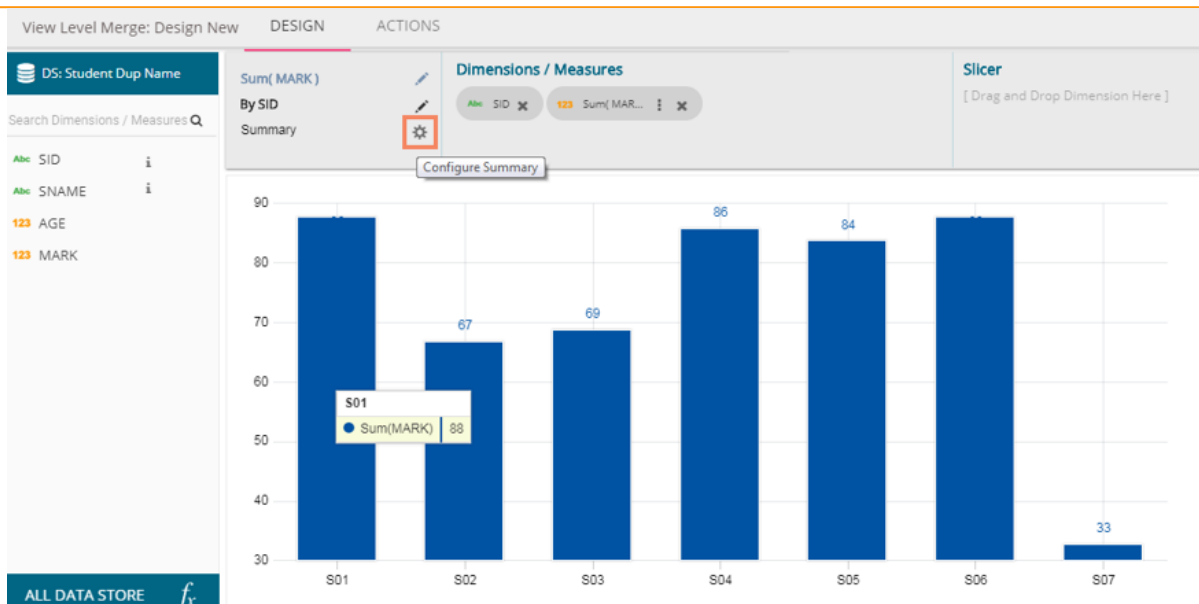 View Level Merge: Design New DESIGN ACTIONS
DS: Student Dup Name
Search Dimensions / Measures
Abc SID i
Abc SNAME i
123 AGE
123 MARK
ALL DATA STORE fx
Sum( MARK )
By SID
Summary
Configure Summary
Dimensions / Measures
Abc SID 123 Sum( MAR...
Slicer
[ Drag and Drop Dimension Here ]
90
80
70
60
50
40
30
67
69
86
84
33
S01
Sum(MARK) 88
S01 S02 S03 S04 S05 S06 S07